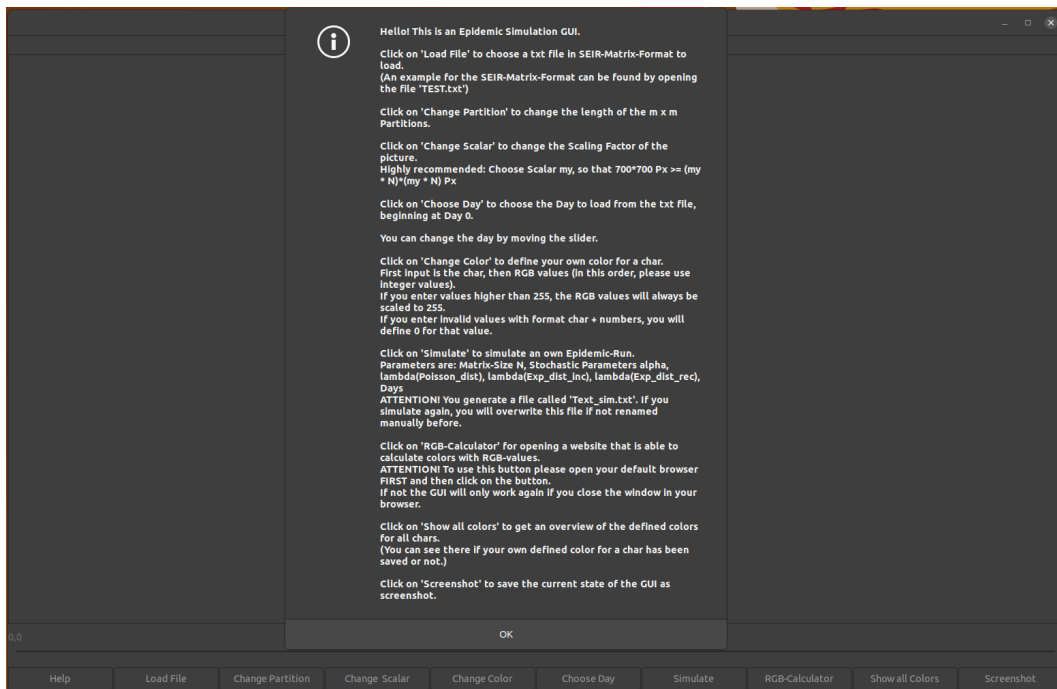 Hello! This is an Epidemic Simulation GUI.
Click on 'Load File' to choose a txt file in SEIR-Matrix-Format to
load.
(An example for the SEIR-Matrix-Format can be found by opening
the file 'TEST.txt')
Click on 'Change Partition' to change the length of the m x m
Partitions.
Click on 'Change Scalar' to change the Scaling Factor of the
picture.
Highly recommended: Choose Scalar my, so that 700*700 Px >= (my
* N)*(my * N) Px
Click on 'Choose Day' to choose the Day to load from the txt file,
beginning at Day 0.
You can change the day by moving the slider.
Click on 'Change Color' to define your own color for a char.
First input is the char, then RGB values (in this order, please use
integer values).
If you enter values higher than 255, the RGB values will always be
scaled to 255.
If you enter invalid values with format char + numbers, you will
define 0 for that value.
Click on 'Simulate' to simulate an own Epidemic-Run.
Parameters are: Matrix-Size N, Stochastic Parameters alpha,
lambda(Poisson_dist), lambda(Exp_dist_inc), lambda(Exp_dist_rec),
Days
ATTENTION! You generate a file called 'Text_sim.txt'. If you
simulate again, you will overwrite this file if not renamed
manually before.
Click on 'RGB-Calculator' for opening a website that is able to
calculate colors with RGB-values.
ATTENTION! To use this button please open your default browser
FIRST and then click on the button.
If not the GUI will only work again if you close the window in your
browser.
Click on 'Show all colors' to get an overview of the defined colors
for all chars.
(You can see there if your own defined color for a char has been
saved or not.)
Click on 'Screenshot' to save the current state of the GUI as
screenshot.
OK
0,0
Help Load File Change Partition Change Scalar Change Color Choose Day Simulate RGB-Calculator Show all Colors Screenshot